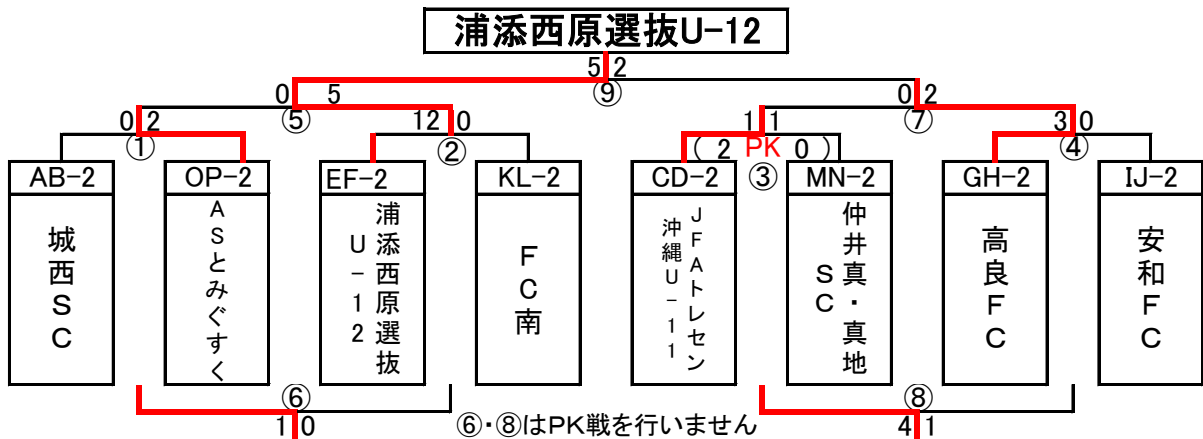 浦添西原選抜U-12
5 2
⑨
0 5
⑤
0 2
⑦
0 2
①
12 0
②
1 1
( 2 PK 0 )
③
3 0
④
AB-2
OP-2
EF-2
KL-2
CD-2
MN-2
GH-2
IJ-2
城西SC
ASとみぐすく
浦添西原選抜
U-12
FC南
JFAトレセン
沖縄U-11
仲井真・真地
SC
高良FC
安和FC
⑥
1 0
⑥・⑧はPK戦を行いません
⑧
4 1